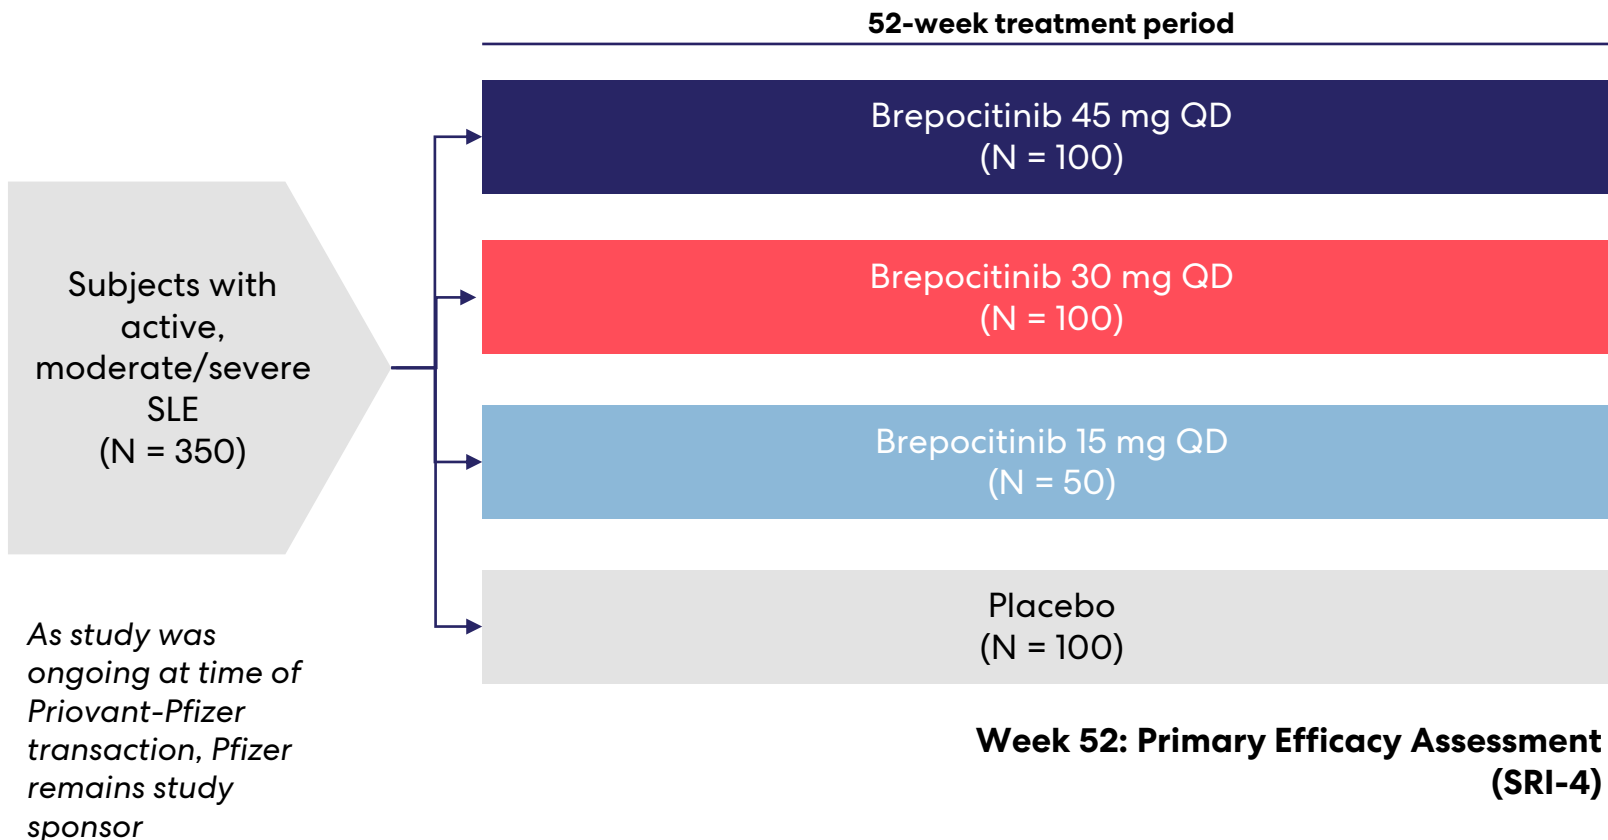 52-week treatment period
Brepocitinib 45 mg QD
(N = 100)
Brepocitinib 30 mg QD
(N = 100)
Subjects with
active,
moderate/severe
SLE
(N = 350)
Brepocitinib 15 mg QD
(N = 50)
Placebo
(N = 100)
As study was
ongoing at time of
Priovant-Pfizer
transaction, Pfizer
remains study
sponsor
Week 52: Primary Efficacy Assessment
(SRI-4)